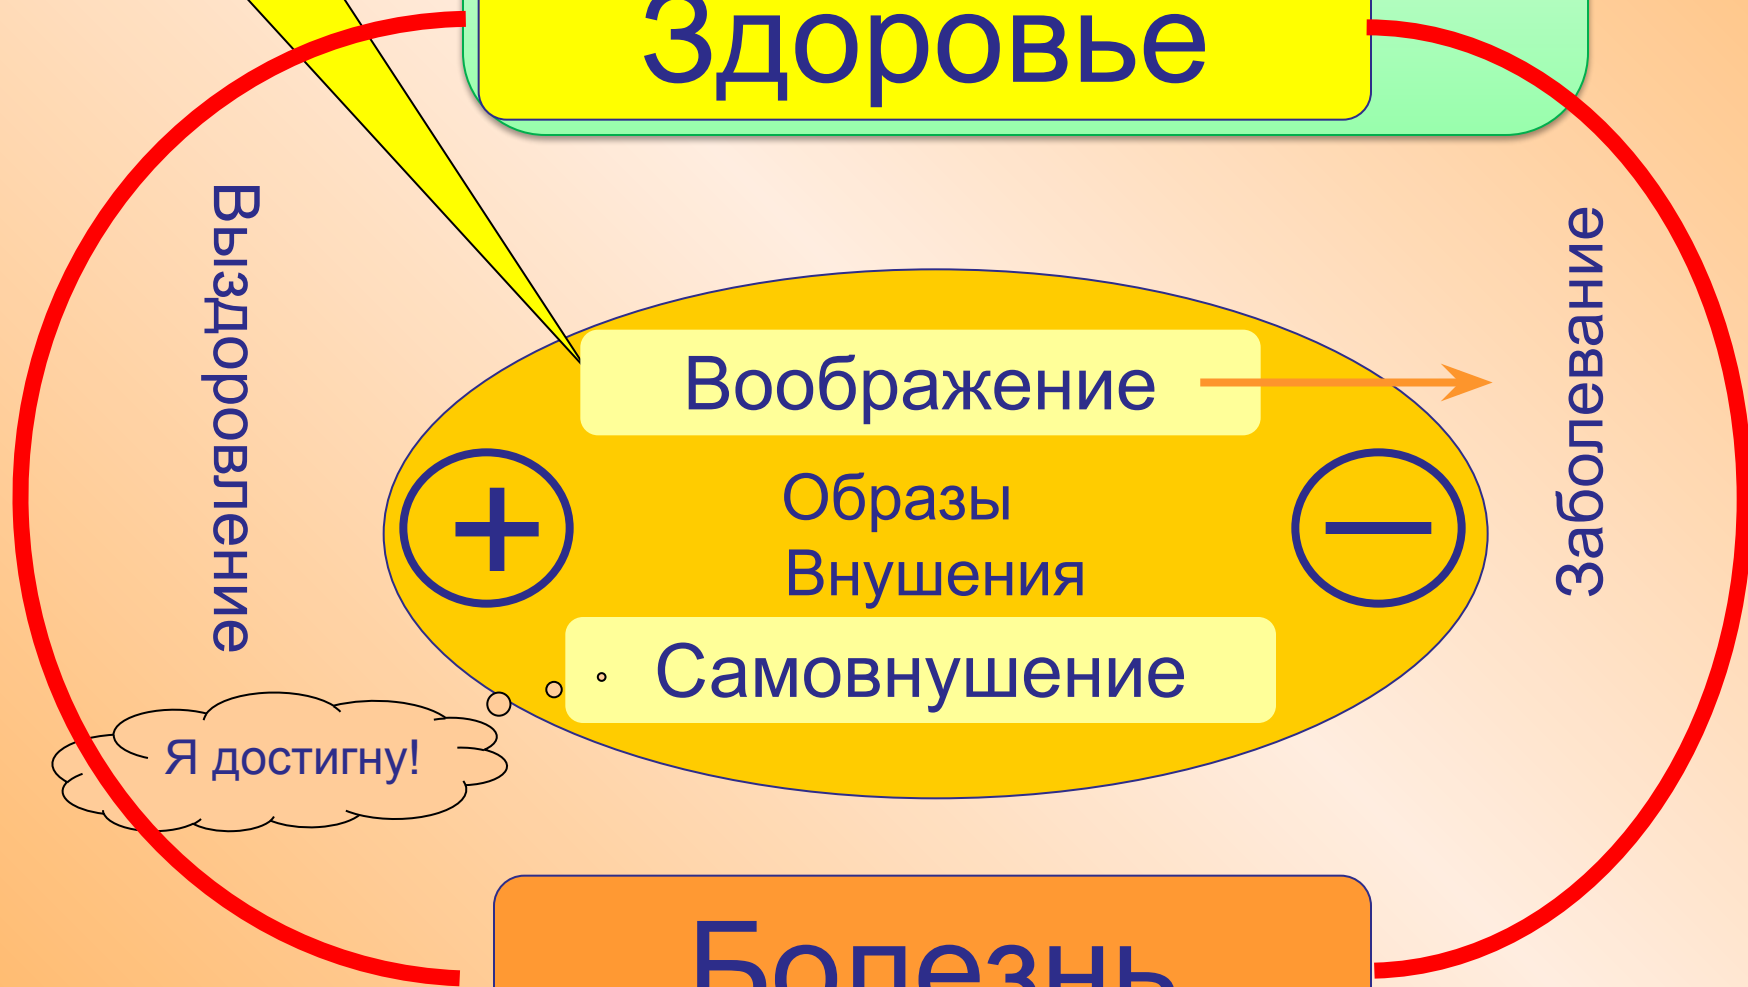 Здоровье
Выздоровление
Заболевание
Воображение
+
Образы
–
Внушения
Самовнушение
Я достигну!
Болезнь